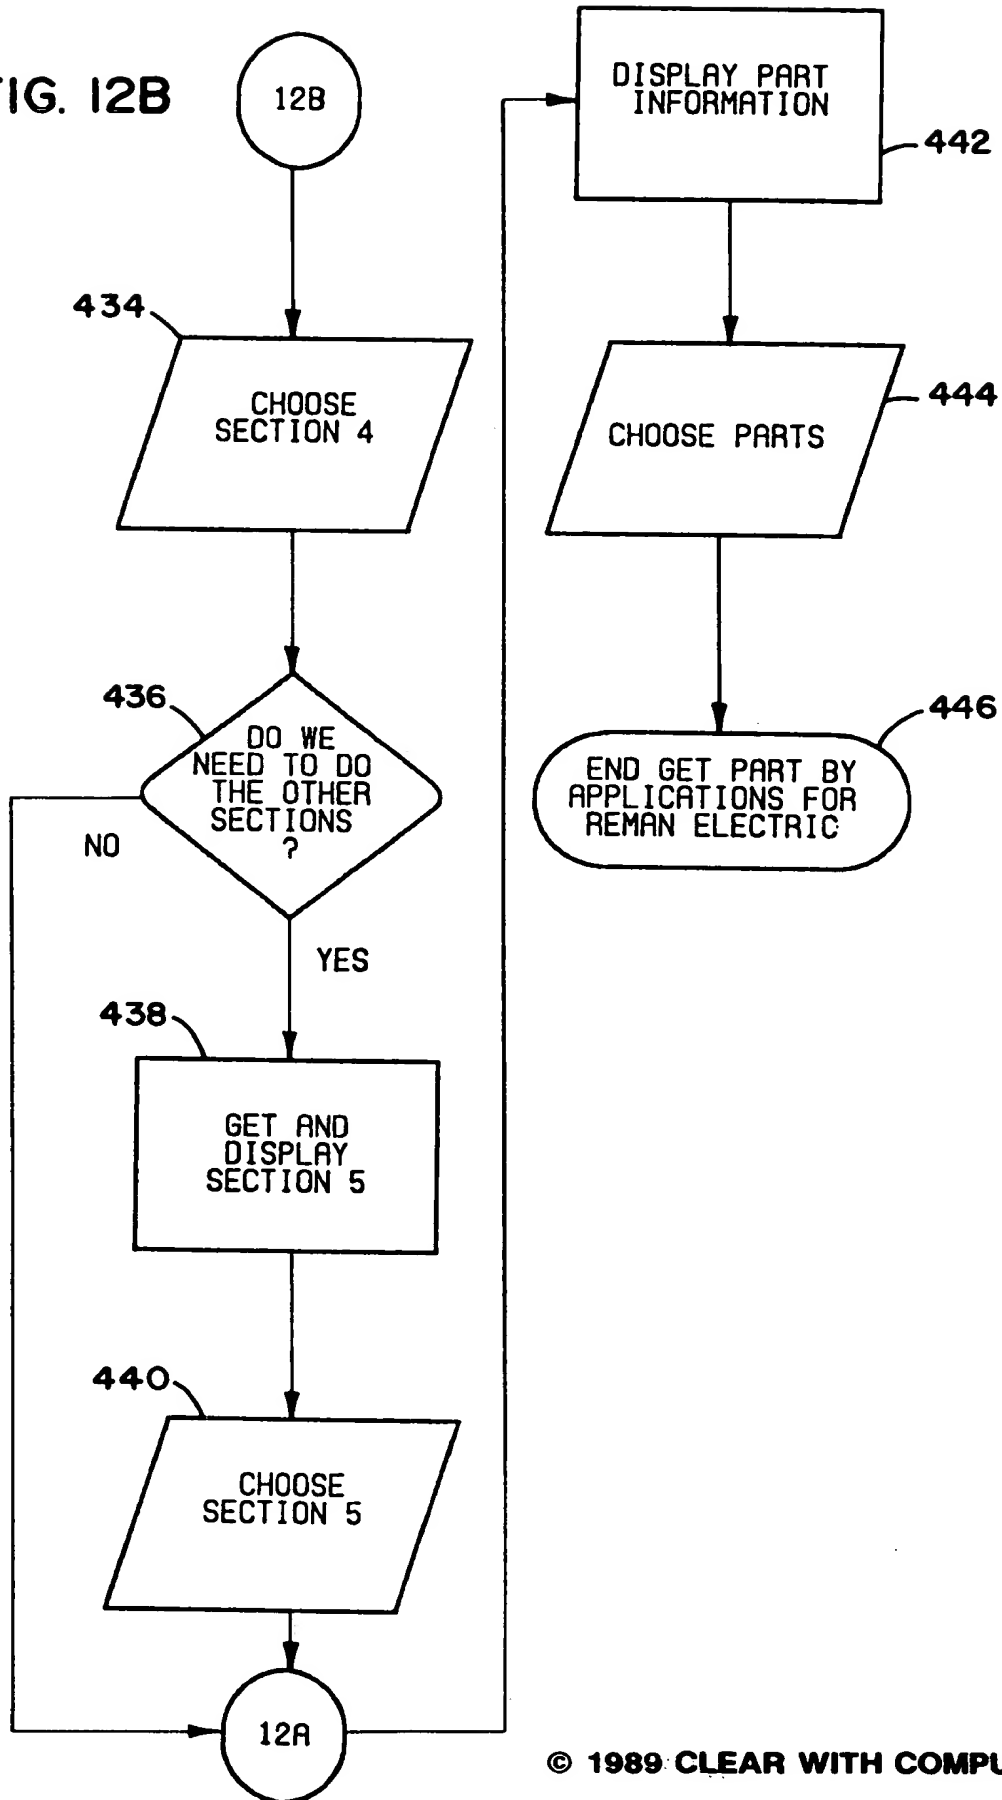 FIG. 12B
12B
434
CHOOSE
SECTION 4
436
DO WE
NEED TO DO
THE OTHER
SECTIONS
?
NO
YES
438
GET AND
DISPLAY
SECTION 5
440
CHOOSE
SECTION 5
12A
DISPLAY PART
INFORMATION
442
444
CHOOSE PARTS
446
END GET PART BY
APPLICATIONS FOR
REMAN ELECTRIC
© 1989 CLEAR WITH